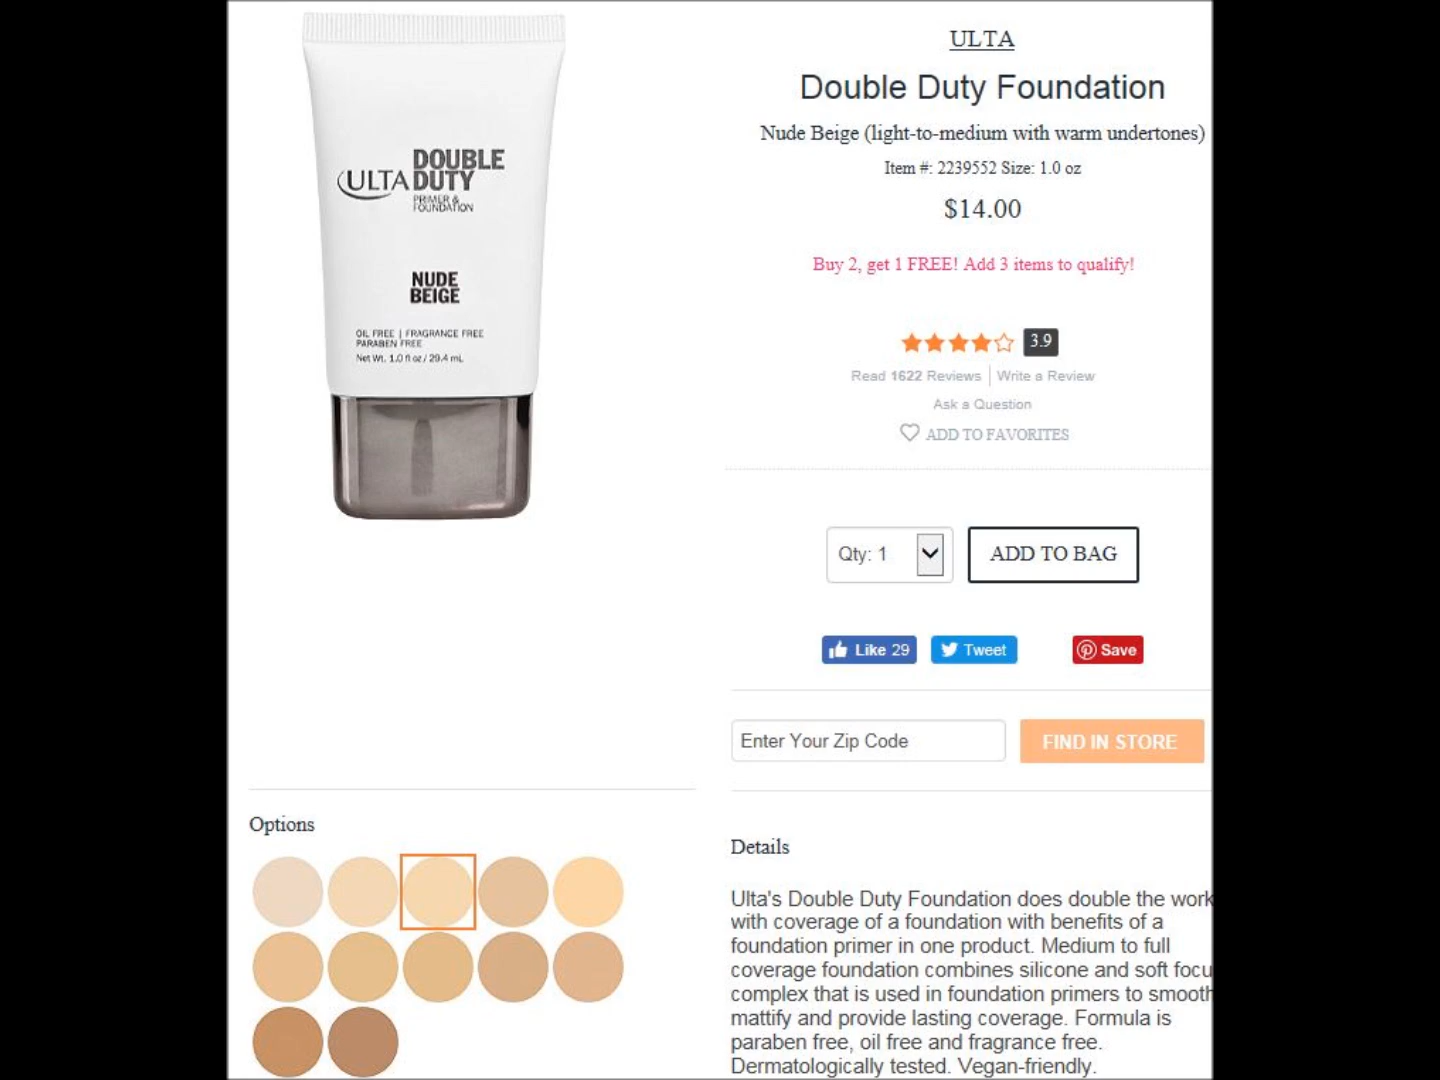 ULTA
DOUBLE
DUTY
PRIMER &
FOUNDATION
NUDE
BEIGE
OIL FREE | FRAGRANCE FREE
PARABEN FREE
Net Wt. 1.0 fl oz / 29.4 mL
ULTA
Double Duty Foundation
Nude Beige (light-to-medium with warm undertones)
Item #: 2239552 Size: 1.0 oz
$14.00
Buy 2, get 1 FREE! Add 3 items to qualify!
3.9
Read 1622 Reviews | Write a Review
Ask a Question
ADD TO FAVORITES
Qty: 1
ADD TO BAG
Like 29
Tweet
Save
Enter Your Zip Code
FIND IN STORE
Options
Details
Ulta's Double Duty Foundation does double the work
with coverage of a foundation with benefits of a
foundation primer in one product. Medium to full
coverage foundation combines silicone and soft focu
complex that is used in foundation primers to smooth
mattify and provide lasting coverage. Formula is
paraben free, oil free and fragrance free.
Dermatologically tested. Vegan-friendly.